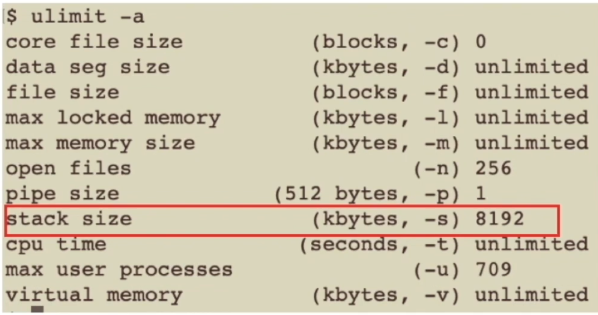 $ ulimit -a
core file size (blocks, -c) 0
data seg size (kbytes, -d) unlimited
file size (blocks, -f) unlimited
max locked memory (kbytes, -l) unlimited
max memory size (kbytes, -m) unlimited
open files (-n) 256
pipe size (512 bytes, -p) 1
stack size (kbytes, -s) 8192
cpu time (seconds, -t) unlimited
max user processes (-u) 709
virtual memory (kbytes, -v) unlimited